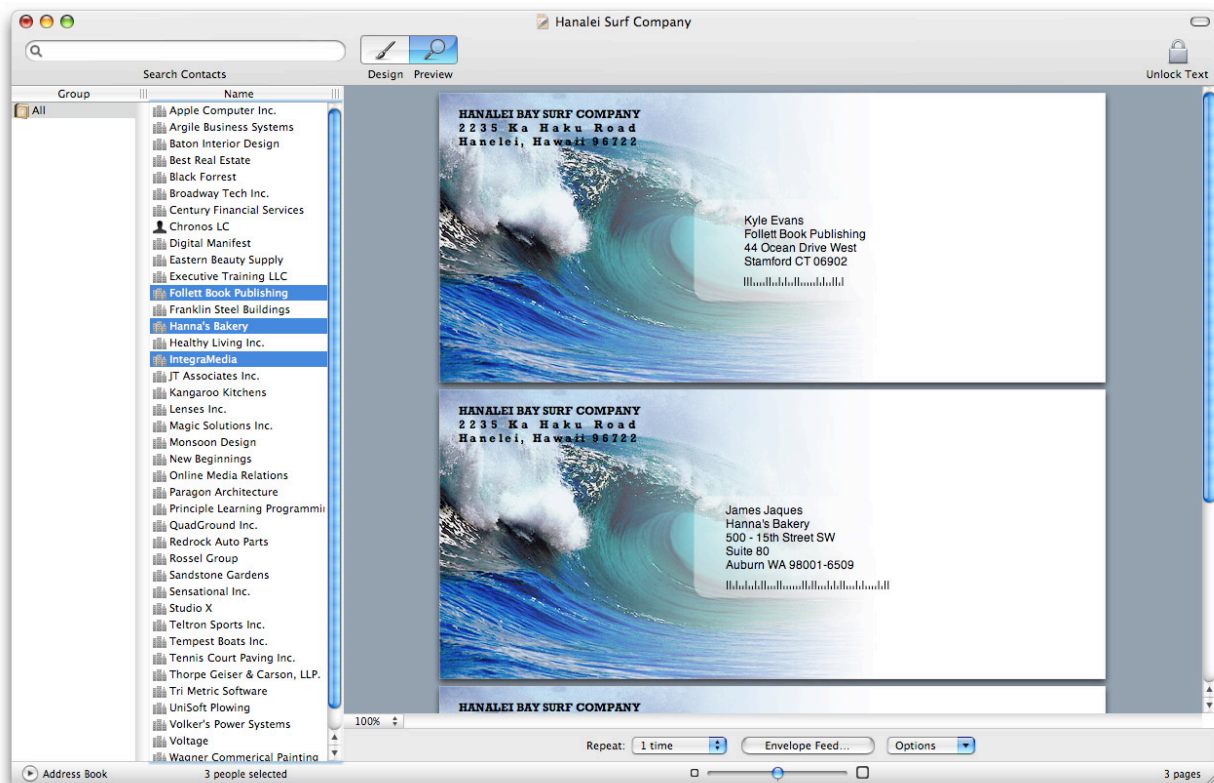 Hanalei Surf Company
Search Contacts
Design Preview
Unlock Text
Group
Name
All
Apple Computer Inc.
Argile Business Systems
Baton Interior Design
Best Real Estate
Black Forrest
Broadway Tech Inc.
Century Financial Services
Chronos LC
Digital Manifest
Eastern Beauty Supply
Executive Training LLC
Follett Book Publishing
Franklin Steel Buildings
Hanna's Bakery
Healthy Living Inc.
IntegraMedia
JT Associates Inc.
Kangaroo Kitchens
Lenses Inc.
Magic Solutions Inc.
Monsoon Design
New Beginnings
Online Media Relations
Paragon Architecture
Principle Learning Programmi
QuadGround Inc.
Redrock Auto Parts
Rossel Group
Sandstone Gardens
Sensational Inc.
Studio X
Teltron Sports Inc.
Tempest Boats Inc.
Tennis Court Paving Inc.
Thorpe Geiser & Carson, LLP.
Tri Metric Software
UniSoft Plowing
Volker's Power Systems
Voltage
Wagner Commerical Painting
HANALEI BAY SURF COMPANY
2235 Ka Haku Road
Hanelei, Hawaii 96722
Kyle Evans
Follett Book Publishing
44 Ocean Drive West
Stamford CT 06902
HANALEI BAY SURF COMPANY
2235 Ka Haku Road
Hanelei, Hawaii 96722
James Jaques
Hanna's Bakery
500 - 15th Street SW
Suite 80
Auburn WA 98001-6509
HANALEI BAY SURF COMPANY
100%
Repeat: 1 time Envelope Feed... Options
Address Book
3 people selected
3 pages